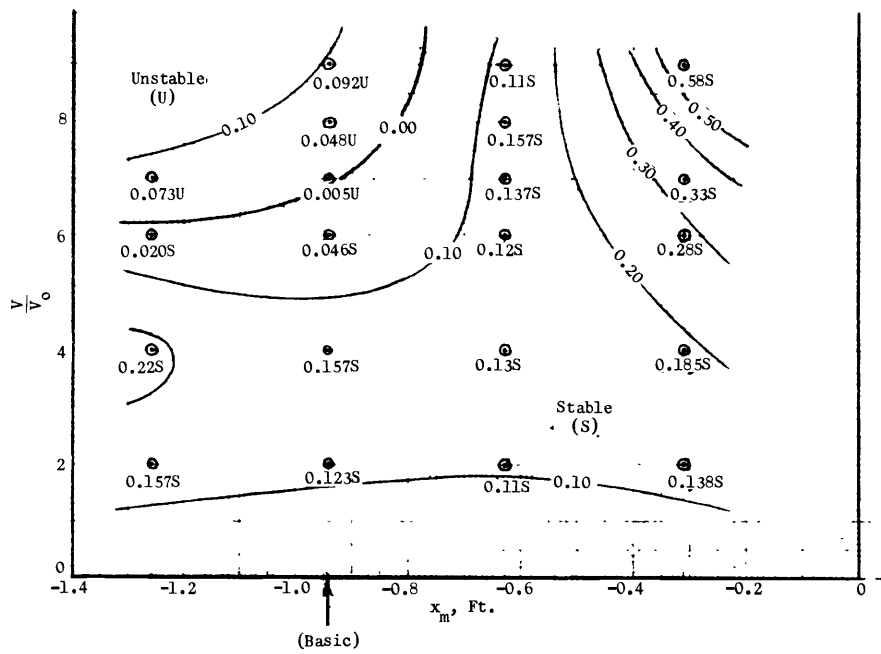 Unstable
(U)
0.092U
0.11S
0.58S
0.50
0.40
0.10
0.00
8
0.048U
0.157S
0.30
0.073U
0.005U
0.137S
0.33S
6
0.020S
0.046S
0.10
0.12S
0.28S
0.20
V
V_o
4
0.22S
0.157S
0.13S
0.185S
Stable
(S)
2
0.157S
0.123S
0.11S
0.10
0.138S
0
-1.4
-1.2
-1.0
-0.8
-0.6
-0.4
-0.2
0
x_m, Ft.
(Basic)